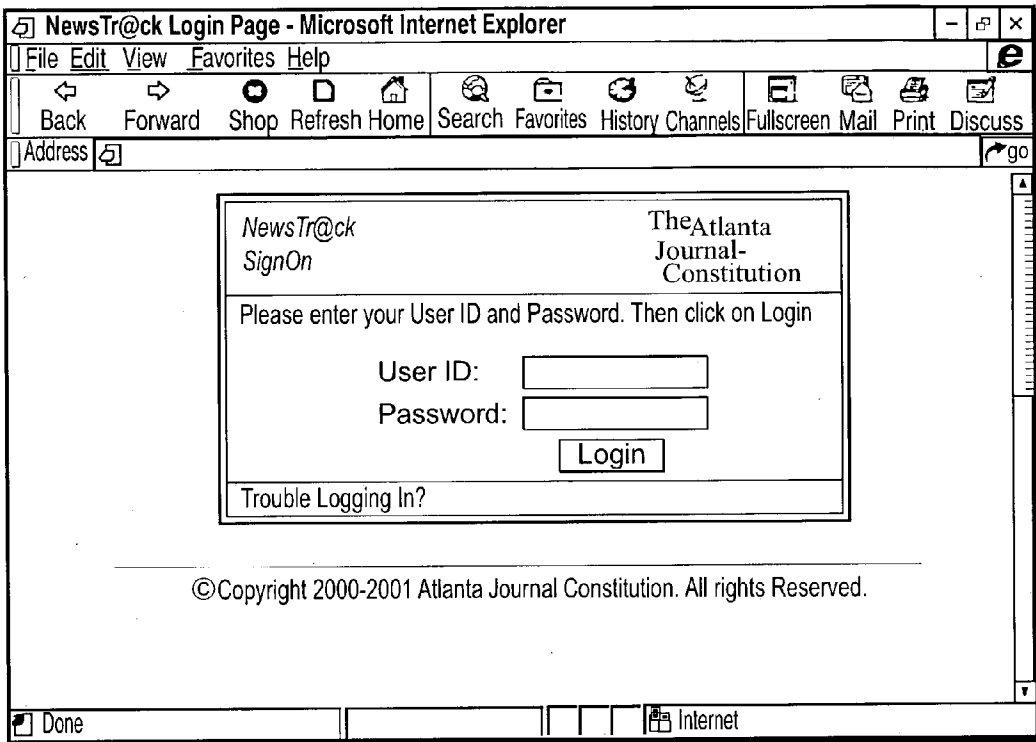 NewsTr@ck Login Page - Microsoft Internet Explorer
File Edit View Favorites Help
Back Forward Shop Refresh Home Search Favorites History Channels Fullscreen Mail Print Discuss
Address go
NewsTr@ck
SignOn
The Atlanta
Journal-
Constitution
Please enter your User ID and Password. Then click on Login
User ID:
Password:
Login
Trouble Logging In?
©Copyright 2000-2001 Atlanta Journal Constitution. All rights Reserved.
Done Internet